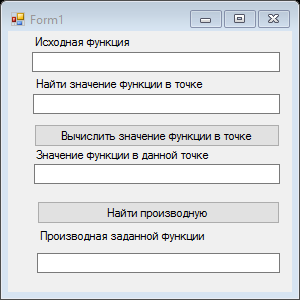 Form1
Исходная функция
Найти значение функции в точке
Вычислить значение функции в точке
Значение функции в данной точке
Найти производную
Производная заданной функции